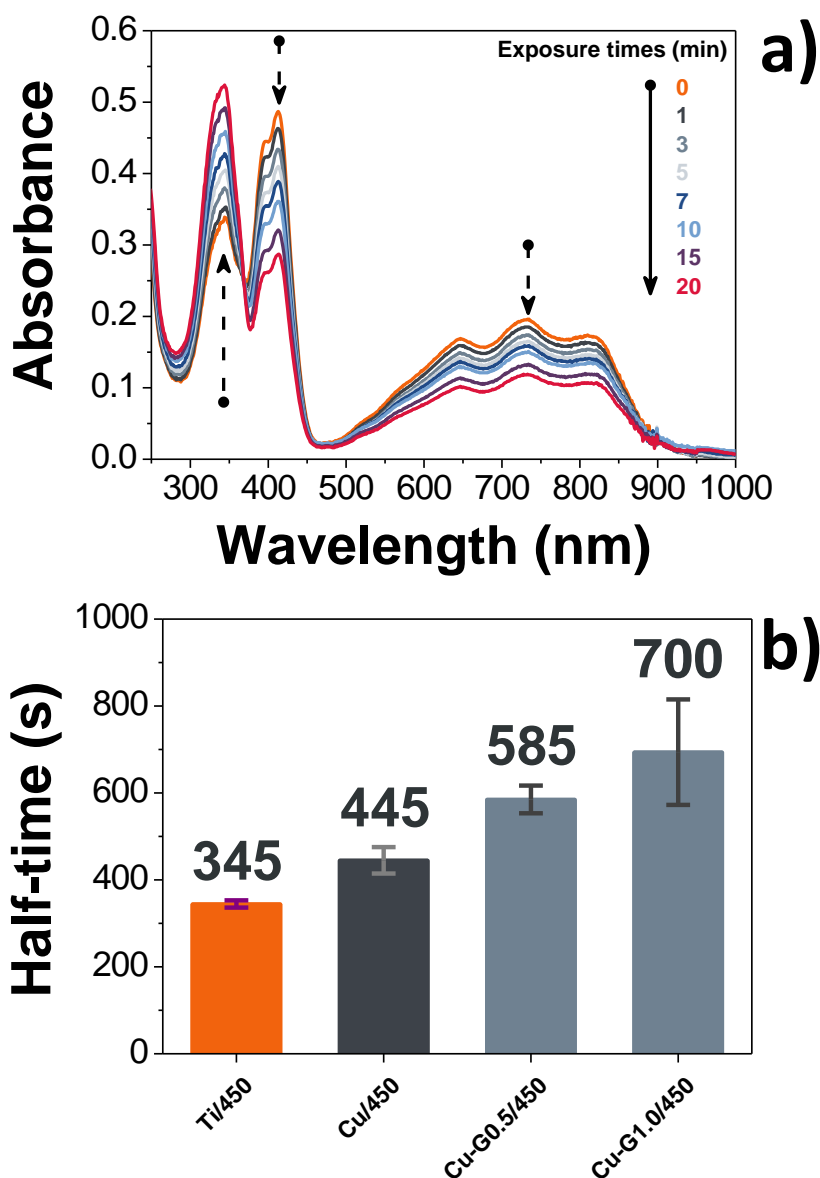 a)
Exposure times (min)
0
1
3
5
7
10
15
20
Absorbance
0.6
0.5
0.4
0.3
0.2
0.1
0.0
300 400 500 600 700 800 900 1000
Wavelength (nm)
b)
Half-time (s)
1000
800
600
400
200
0
345
445
585
700
Ti/450
Cu/450
Cu-G0.5/450
Cu-G1.0/450